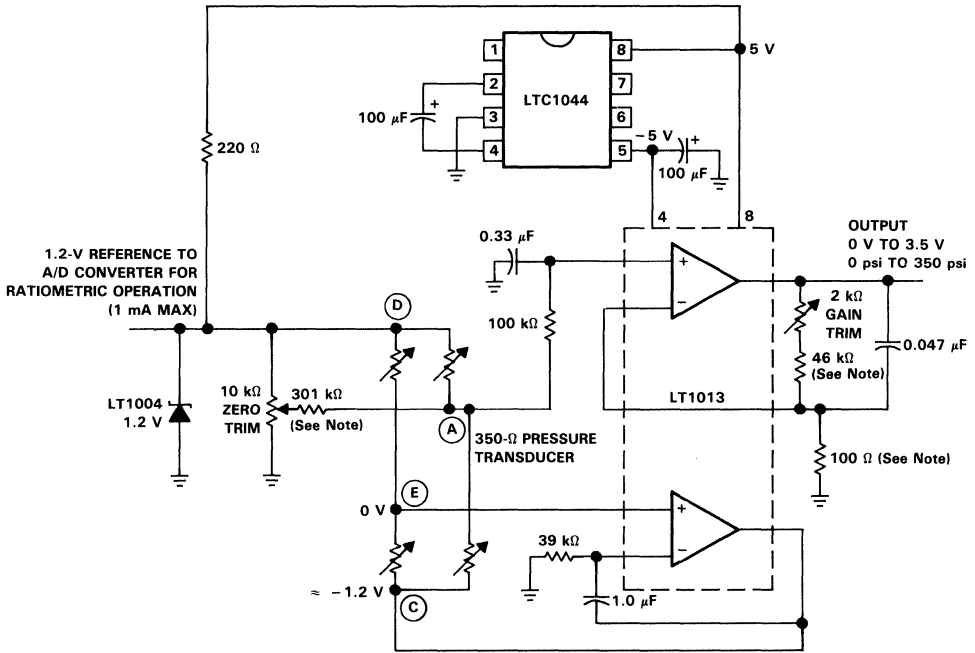 1
2
3
4
LTC1044
8
7
6
5
5 V
100 µF
+
−5 V
+
100 µF
220 Ω
4
8
1.2-V REFERENCE TO
A/D CONVERTER FOR
RATIOMETRIC OPERATION
(1 mA MAX)
0.33 µF
+
−
OUTPUT
0 V TO 3.5 V
0 psi TO 350 psi
D
100 kΩ
2 kΩ
GAIN
TRIM
0.047 µF
46 kΩ
(See Note)
LT1004
1.2 V
10 kΩ
ZERO
TRIM
301 kΩ
(See Note)
A
LT1013
350-Ω PRESSURE
TRANSDUCER
100 Ω (See Note)
E
0 V
+
−
39 kΩ
≈ −1.2 V
C
1.0 µF